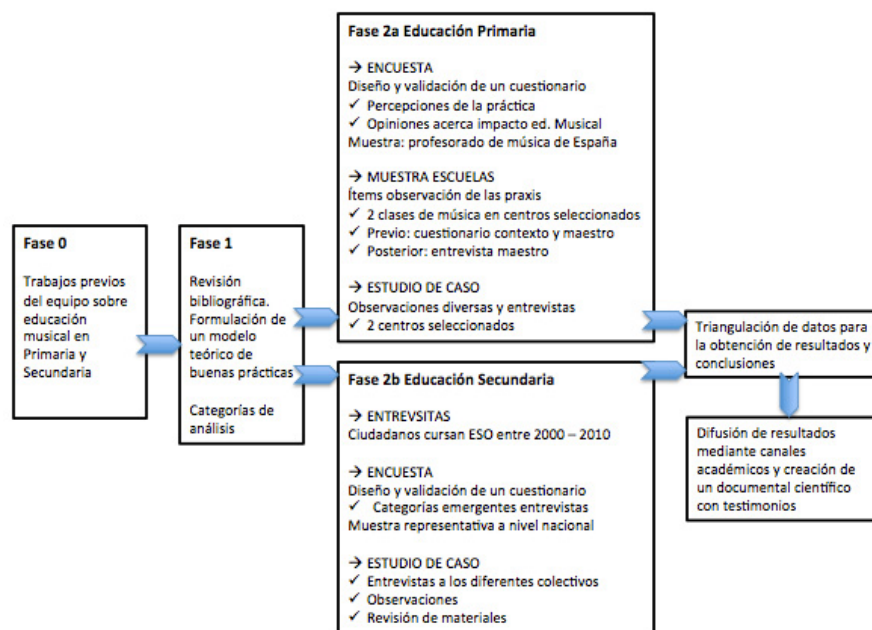 Fase 0
Trabajos previos
del equipo sobre
educación
musical en
Primaria y
Secundaria
Fase 1
Revisión
bibliográfica.
Formulación de
un modelo
teórico de
buenas prácticas
Categorías de
análisis
Fase 2a Educación Primaria
→ ENCUESTA
Diseño y validación de un cuestionario
✓ Percepciones de la práctica
✓ Opiniones acerca impacto ed. Musical
Muestra: profesorado de música de España
→ MUESTRA ESCUELAS
Ítems observación de las praxis
✓ 2 clases de música en centros seleccionados
✓ Previo: cuestionario contexto y maestro
✓ Posterior: entrevista maestro
→ ESTUDIO DE CASO
Observaciones diversas y entrevistas
✓ 2 centros seleccionados
Fase 2b Educación Secundaria
→ ENTREVSITAS
Ciudadanos cursan ESO entre 2000 – 2010
→ ENCUESTA
Diseño y validación de un cuestionario
✓ Categorías emergentes entrevistas
Muestra representativa a nivel nacional
→ ESTUDIO DE CASO
✓ Entrevistas a los diferentes colectivos
✓ Observaciones
✓ Revisión de materiales
Triangulación de datos para
la obtención de resultados y
conclusiones
Difusión de resultados
mediante canales
académicos y creación de
un documental científico
con testimonios